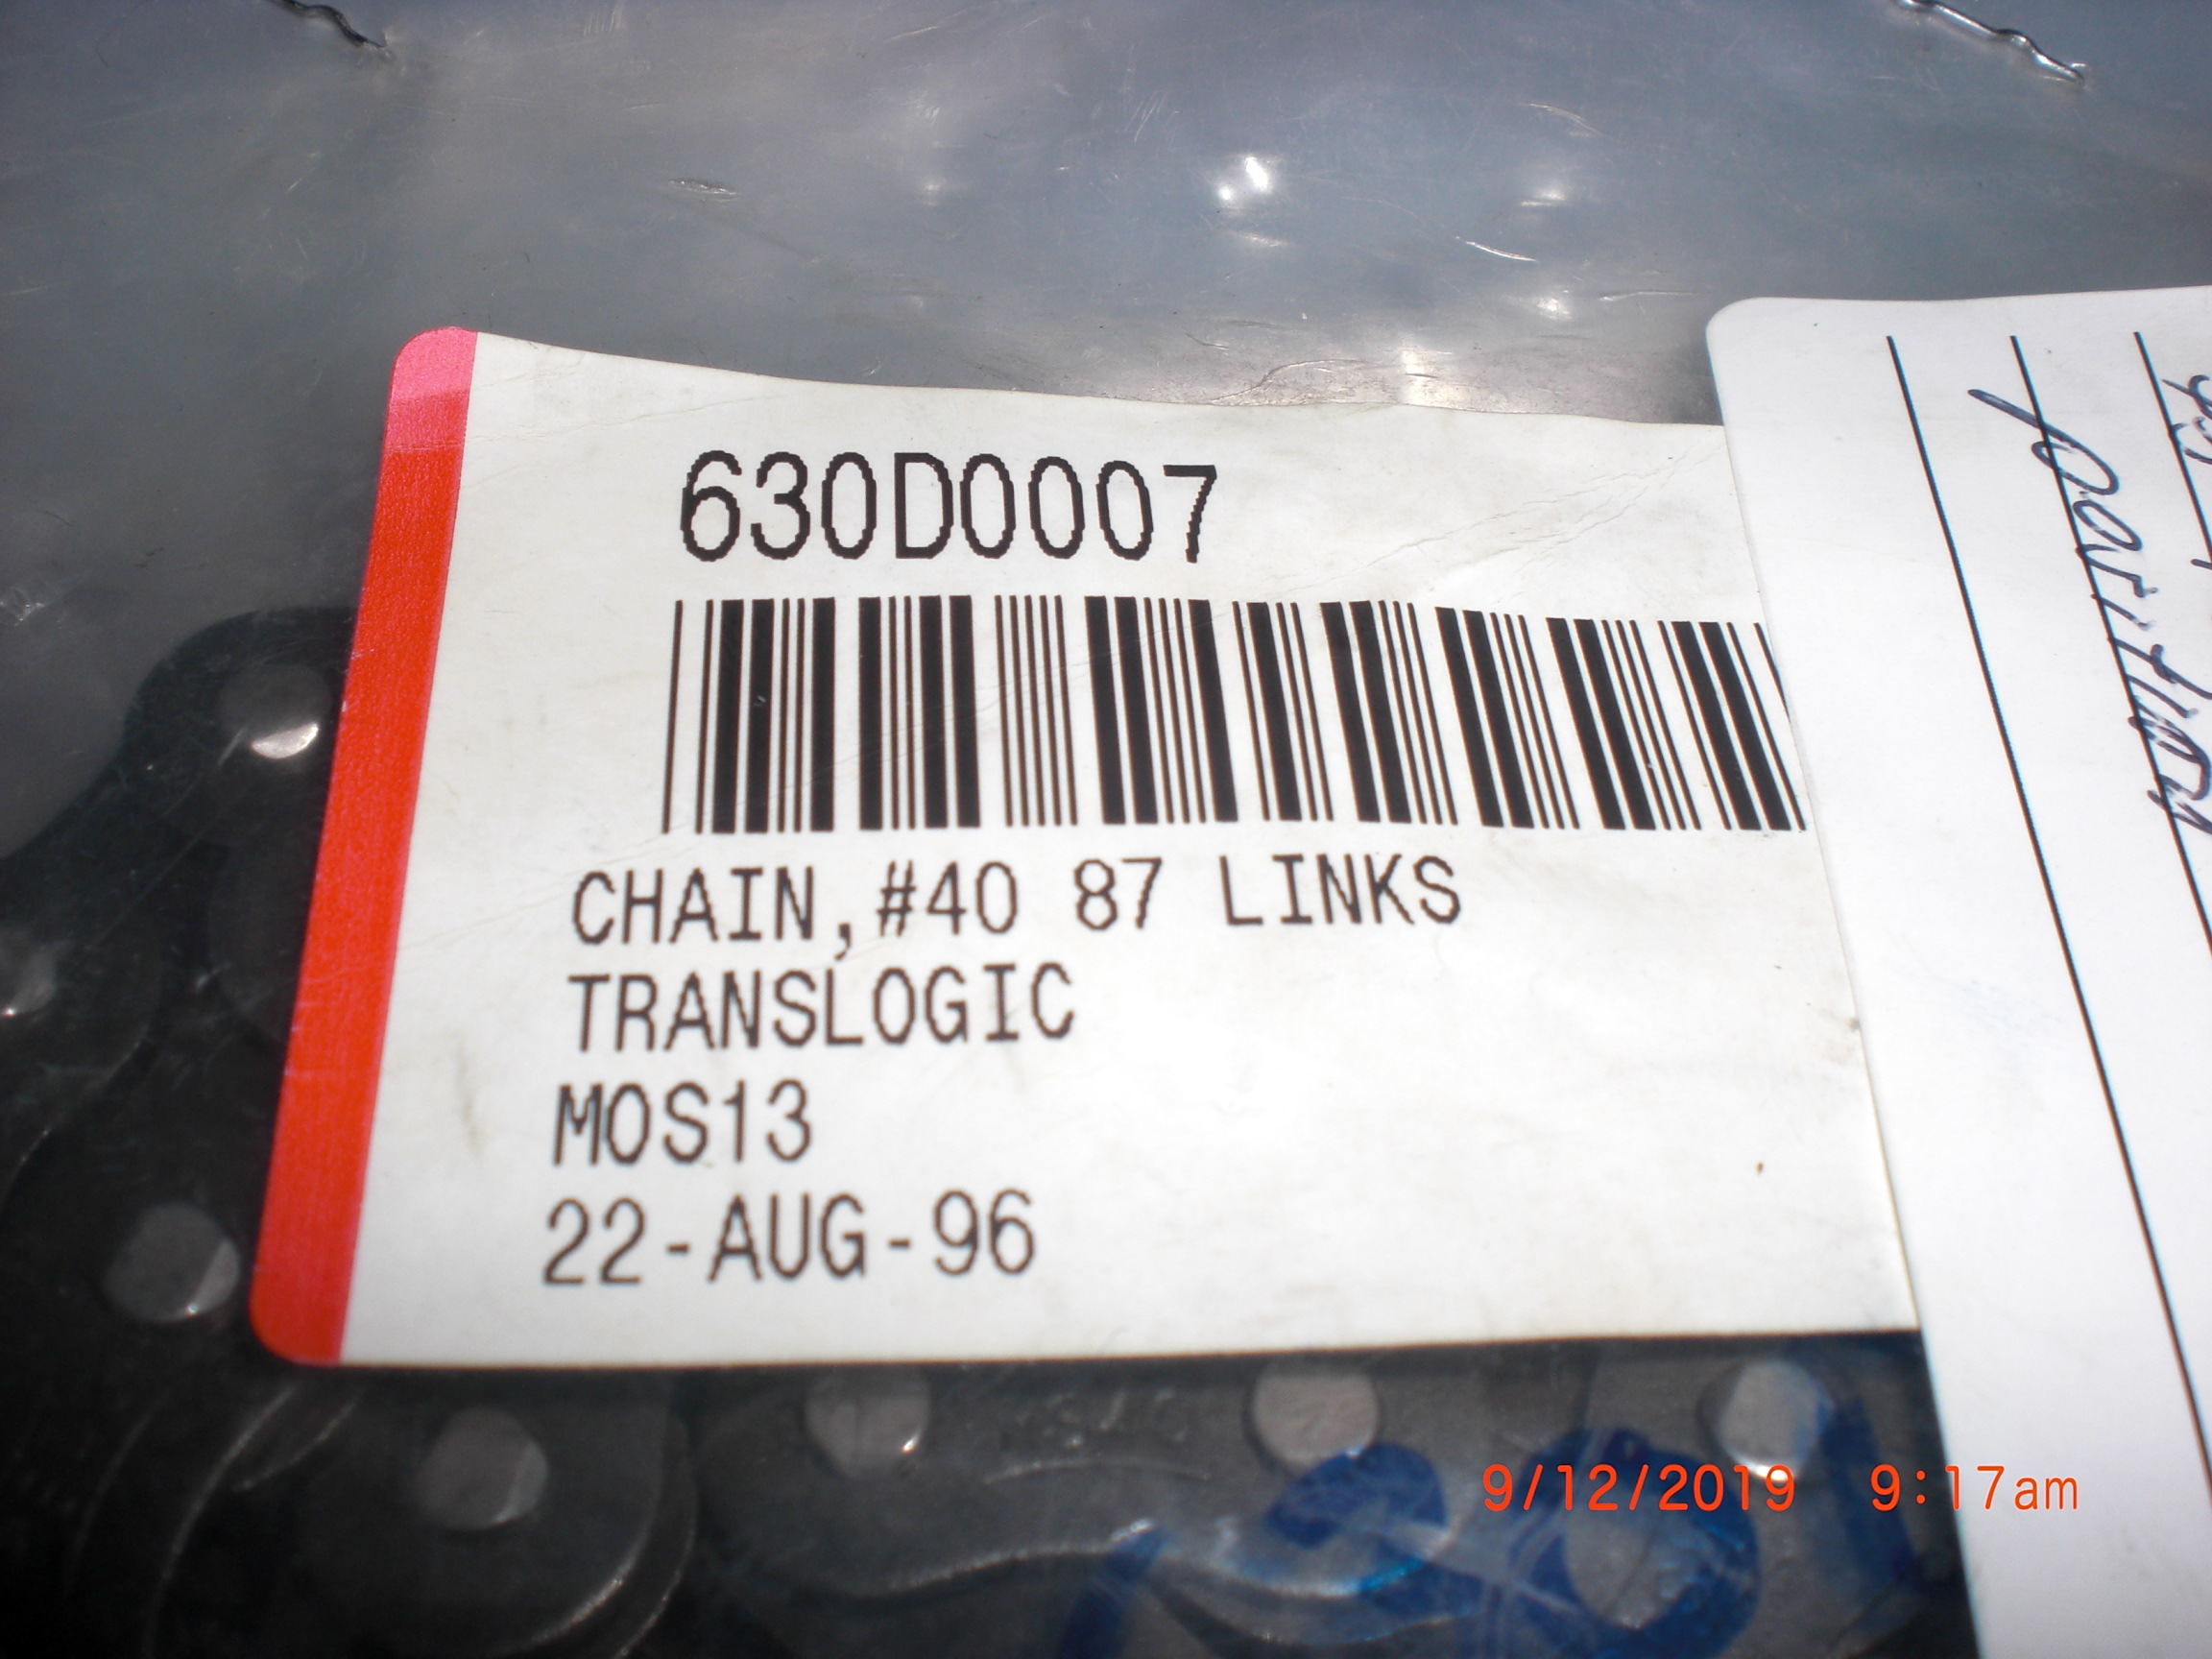 630D0007
CHAIN,#40 87 LINKS
TRANSLOGIC
MOS13
22-AUG-96
9/12/2019 9:17am